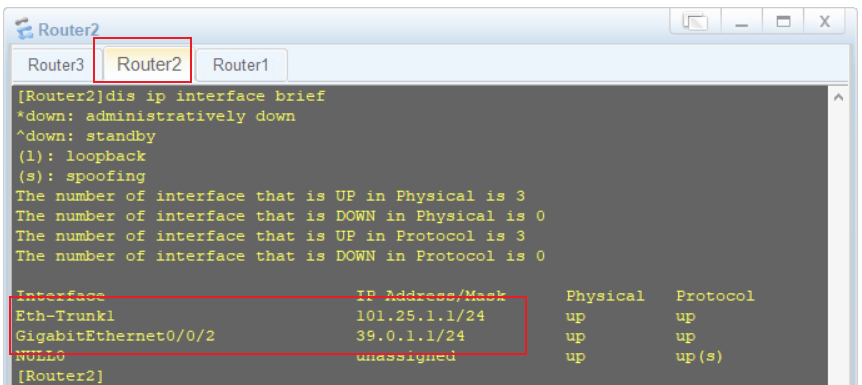 Router2
X
Router3 Router2 Router1
[Router2]dis ip interface brief
*down: administratively down
^down: standby
(l): loopback
(s): spoofing
The number of interface that is UP in Physical is 3
The number of interface that is DOWN in Physical is 0
The number of interface that is UP in Protocol is 3
The number of interface that is DOWN in Protocol is 0
Interface IP Address/Mask Physical Protocol
Eth-Trunk1 101.25.1.1/24 up up
GigabitEthernet0/0/2 39.0.1.1/24 up up
NULL0 unassigned up up(s)
[Router2]